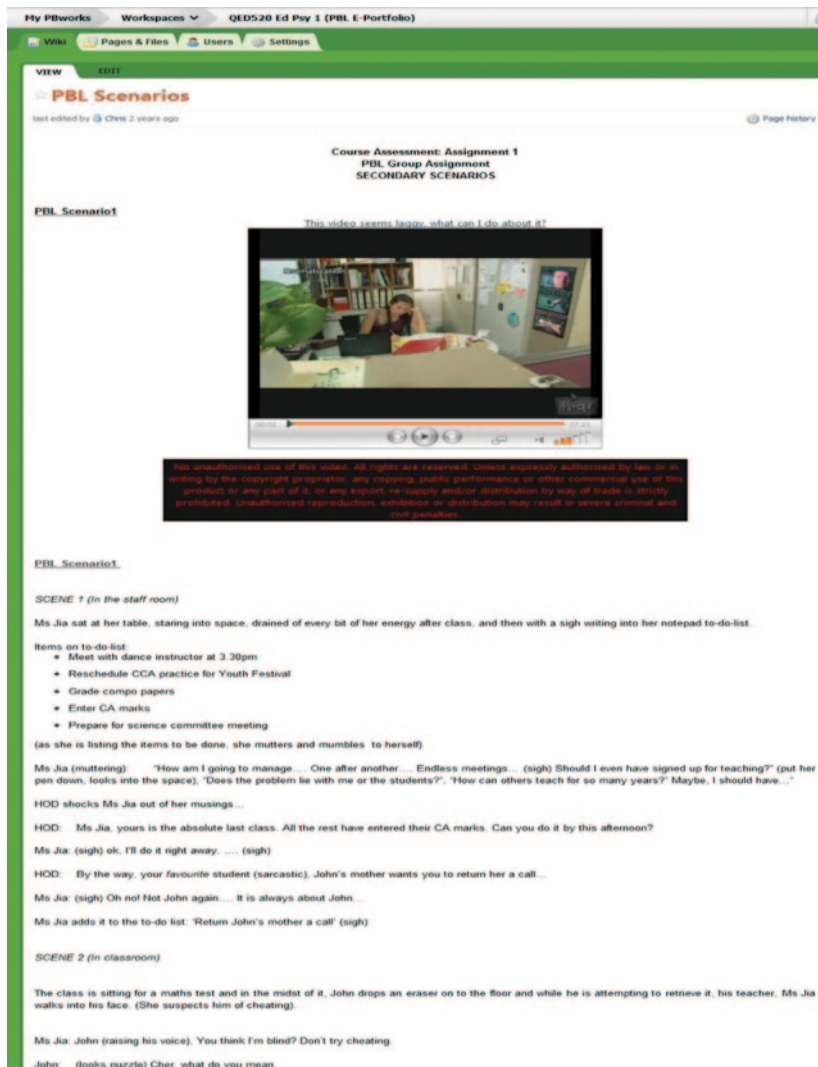 My PBworks Workspaces QED520 Ed Psy 1 (PBL E-Portfolio)
Wiki Pages & Files Users Settings
VIEW EDIT
PBL Scenarios
last edited by Chris 2 years ago Page history
Course Assessment: Assignment 1
PBL Group Assignment
SECONDARY SCENARIOS
PBL Scenario1
This video seems laggy, what can I do about it?
00:02 07:21
No unauthorised use of this video. All rights are reserved. Unless expressly authorised by law or in
writing by the copyright proprietor, any copying, public performance or other commercial use of this
product or any part of it, or any export, re-supply and/or distribution by way of trade is strictly
prohibited. Unauthorised reproduction, exhibition or distribution may result in severe criminal and
civil penalties.
PBL Scenario1
SCENE 1 (In the staff room)
Ms Jia sat at her table, staring into space, drained of every bit of her energy after class, and then with a sigh writing into her notepad to-do-list.
Items on to-do-list:
• Meet with dance instructor at 3.30pm
• Reschedule CCA practice for Youth Festival
• Grade compo papers
• Enter CA marks
• Prepare for science committee meeting
(as she is listing the items to be done, she mutters and mumbles to herself)
Ms Jia (muttering): "How am I going to manage.... One after another.... Endless meetings... (sigh) Should I even have signed up for teaching?" (put her
pen down, looks into the space), "Does the problem lie with me or the students?", "How can others teach for so many years?" Maybe, I should have..."
HOD shocks Ms Jia out of her musings...
HOD: Ms Jia, yours is the absolute last class. All the rest have entered their CA marks. Can you do it by this afternoon?
Ms Jia: (sigh) ok, I'll do it right away. .... (sigh)
HOD: By the way, your favourite student (sarcastic), John's mother wants you to return her a call...
Ms Jia: (sigh) Oh no! Not John again.... It is always about John...
Ms Jia adds it to the to-do list: 'Return John's mother a call' (sigh)
SCENE 2 (In classroom)
The class is sitting for a maths test and in the midst of it, John drops an eraser on to the floor and while he is attempting to retrieve it, his teacher, Ms Jia
walks into his face. (She suspects him of cheating).
Ms Jia: John (raising his voice), You think I'm blind? Don't try cheating.
John: (looks puzzle) Cher, what do you mean